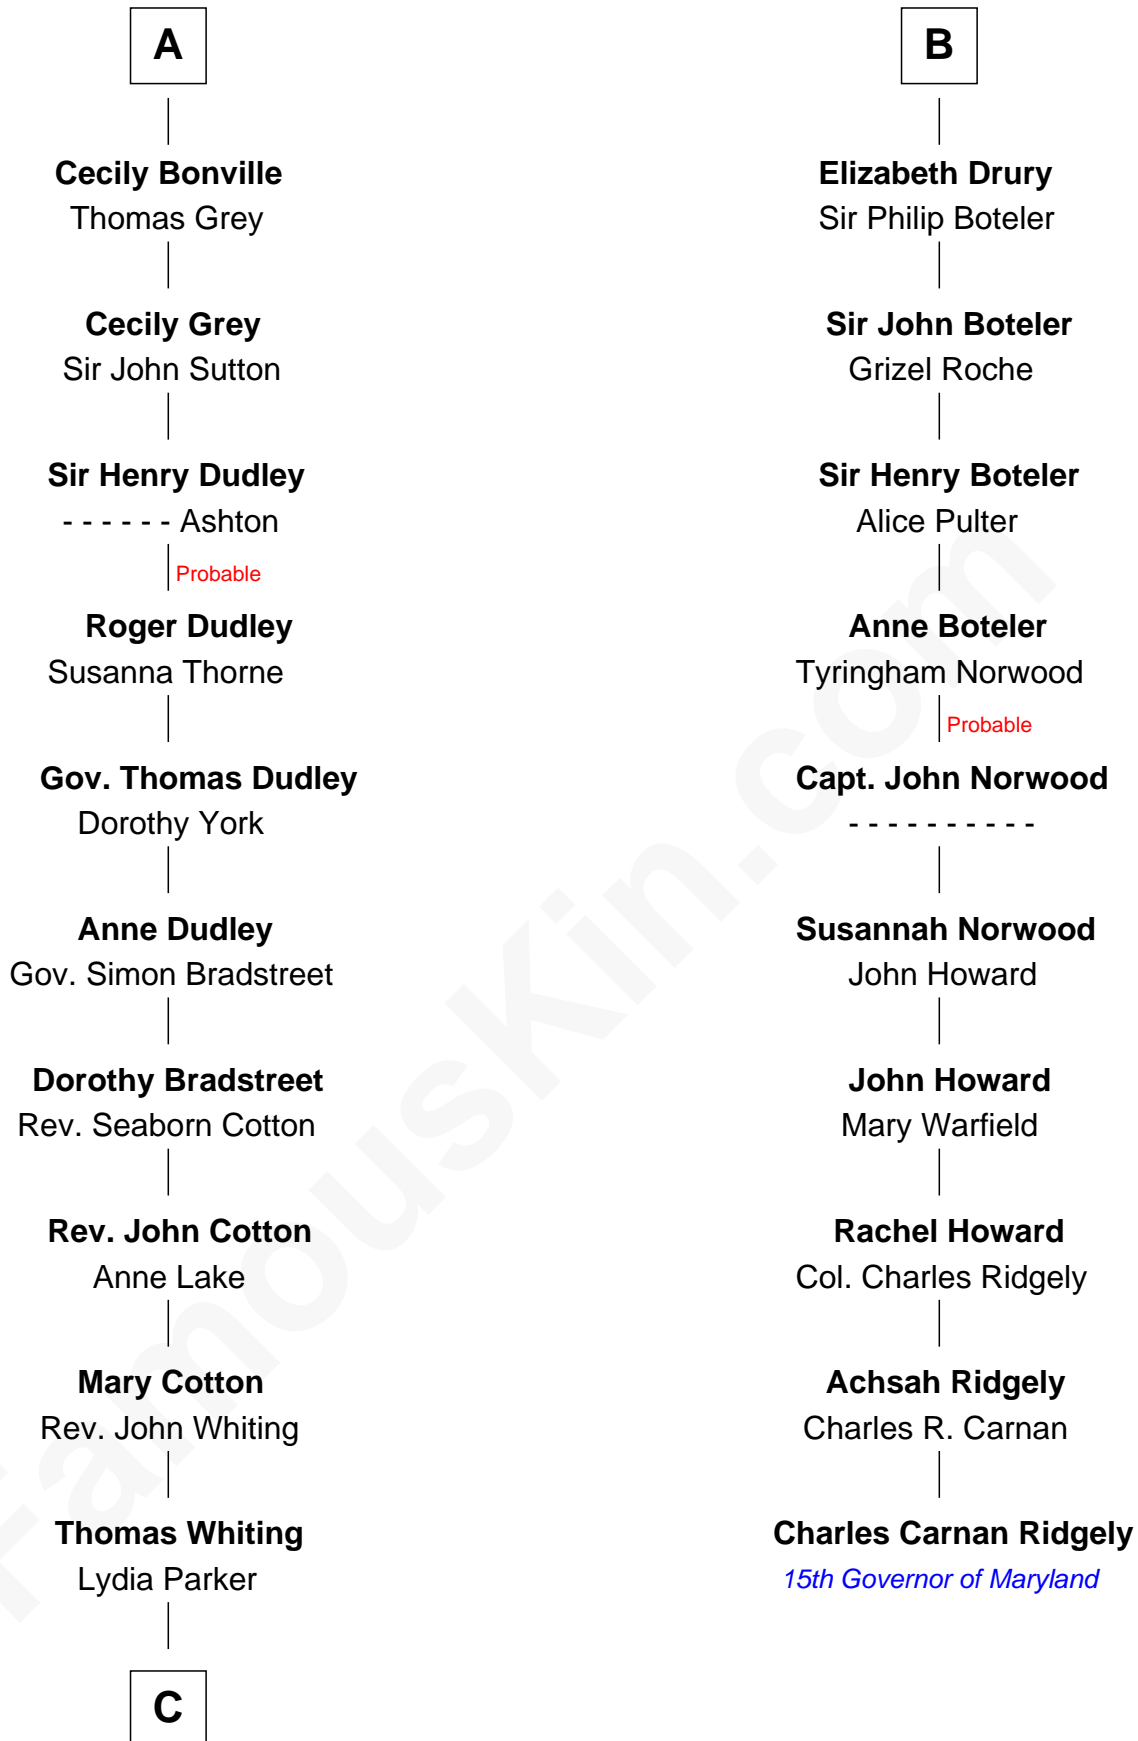 A
Cecily Bonville
Thomas Grey
Cecily Grey
Sir John Sutton
Sir Henry Dudley
- - - - - - Ashton
Probable
Roger Dudley
Susanna Thorne
Gov. Thomas Dudley
Dorothy York
Anne Dudley
Gov. Simon Bradstreet
Dorothy Bradstreet
Rev. Seaborn Cotton
Rev. John Cotton
Anne Lake
Mary Cotton
Rev. John Whiting
Thomas Whiting
Lydia Parker
C
B
Elizabeth Drury
Sir Philip Boteler
Sir John Boteler
Grizel Roche
Sir Henry Boteler
Alice Pulter
Anne Boteler
Tyringham Norwood
Probable
Capt. John Norwood
- - - - - - - - - -
Susannah Norwood
John Howard
John Howard
Mary Warfield
Rachel Howard
Col. Charles Ridgely
Achsah Ridgely
Charles R. Carnan
Charles Carnan Ridgely
15th Governor of Maryland
FamousKin.com